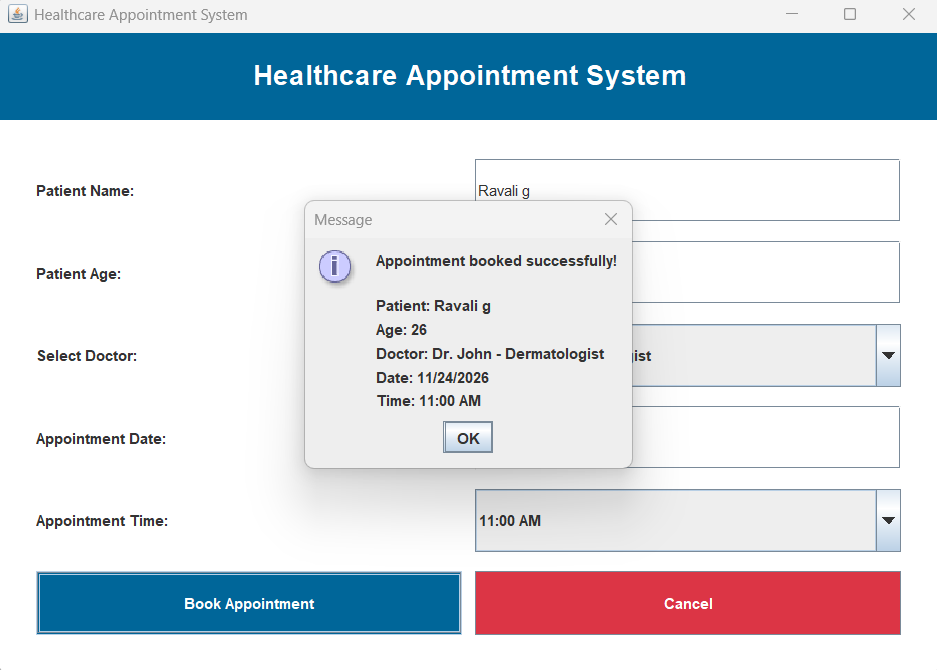 Healthcare Appointment System
Healthcare Appointment System
Patient Name:
Ravali g
Message
Appointment booked successfully!
Patient: Ravali g
Age: 26
Doctor: Dr. John - Dermatologist
Date: 11/24/2026
Time: 11:00 AM
OK
Patient Age:
Select Doctor:
Appointment Date:
Appointment Time:
11:00 AM
Book Appointment
Cancel